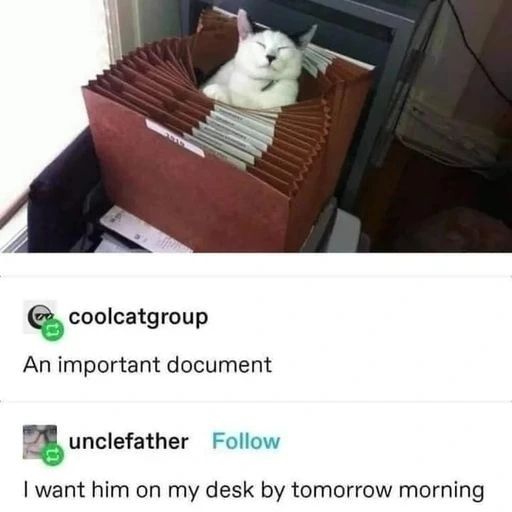 coolcatgroup
An important document
unclefather Follow
I want him on my desk by tomorrow morning